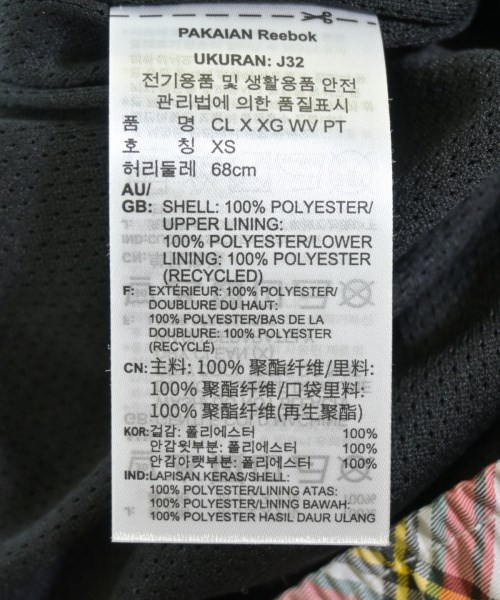 PAKAIAN Reebok
UKURAN: J32
전기용품 및 생활용품 안전
관리법에 의한 품질표시
품 명 CL X XG WV PT
호 칭 XS
허리둘레 68cm
AU/
GB: SHELL: 100% POLYESTER/
UPPER LINING:
100% POLYESTER/LOWER
LINING: 100% POLYESTER
(RECYCLED)
F: EXTÉRIEUR: 100% POLYESTER/
DOUBLURE DU HAUT:
100% POLYESTER/BAS DE LA
DOUBLURE: 100% POLYESTER
(RECYCLÉ)
CN: 主料: 100% 聚酯纤维/里料:
100% 聚酯纤维/口袋里料:
100% 聚酯纤维(再生聚酯)
KOR: 겉감: 폴리에스터 100%
안감윗부분: 폴리에스터 100%
안감아랫부분: 폴리에스터 100%
IND: LAPISAN KERAS/SHELL:
100% POLYESTER/LINING ATAS:
100% POLYESTER/LINING BAWAH:
100% POLYESTER HASIL DAUR ULANG